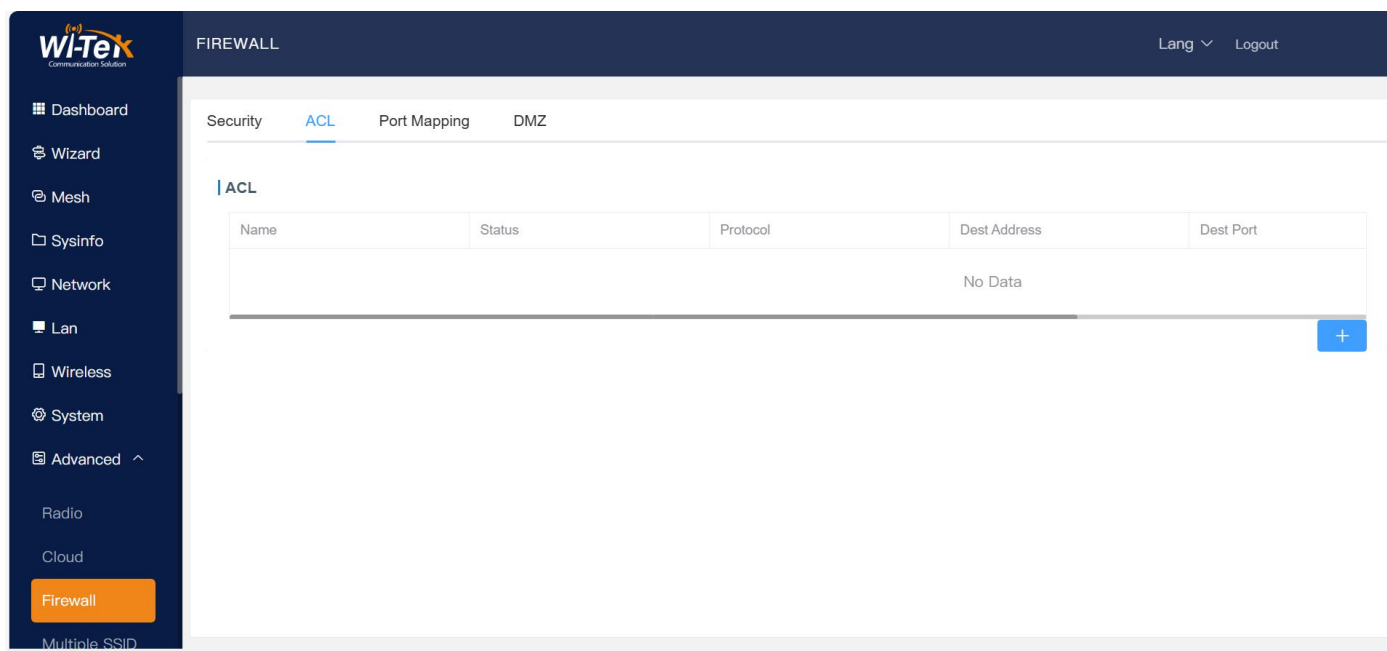 Wi-Tek
Communication Solution
FIREWALL
Lang
Logout
Dashboard
Wizard
Mesh
Sysinfo
Network
Lan
Wireless
System
Advanced
Radio
Cloud
Firewall
Multiple SSID
Security ACL Port Mapping DMZ
ACL
Name Status Protocol Dest Address Dest Port
No Data
+